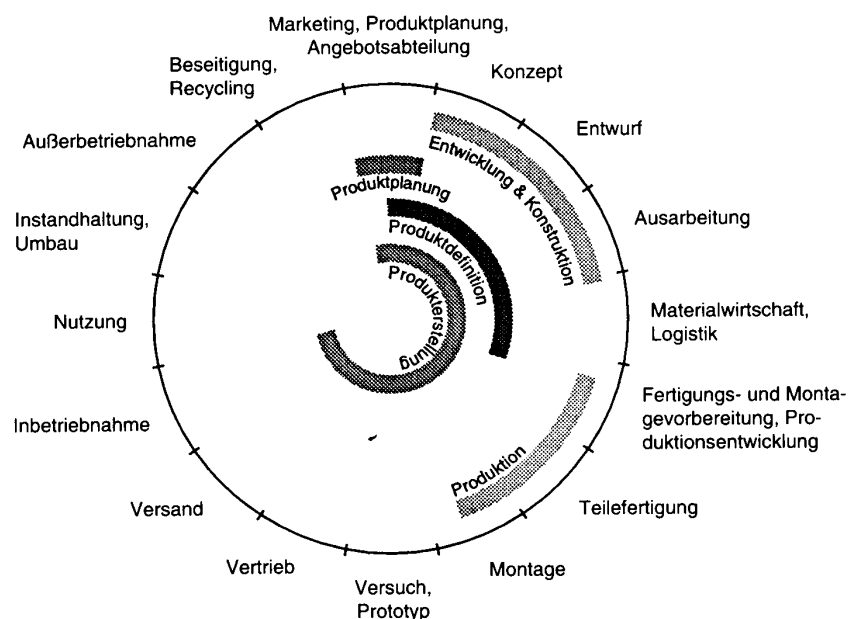 Marketing, Produktplanung,
Angebotsabteilung
Konzept
Entwurf
Ausarbeitung
Materialwirtschaft,
Logistik
Fertigungs- und Monta-
gevorbereitung, Pro-
duktionsentwicklung
Teilefertigung
Montage
Versuch,
Prototyp
Vertrieb
Versand
Inbetriebnahme
Nutzung
Instandhaltung,
Umbau
Außerbetriebnahme
Beseitigung,
Recycling
Entwicklung & Konstruktion
Produktplanung
Produktdefinition
Produkterstellung
Produktion